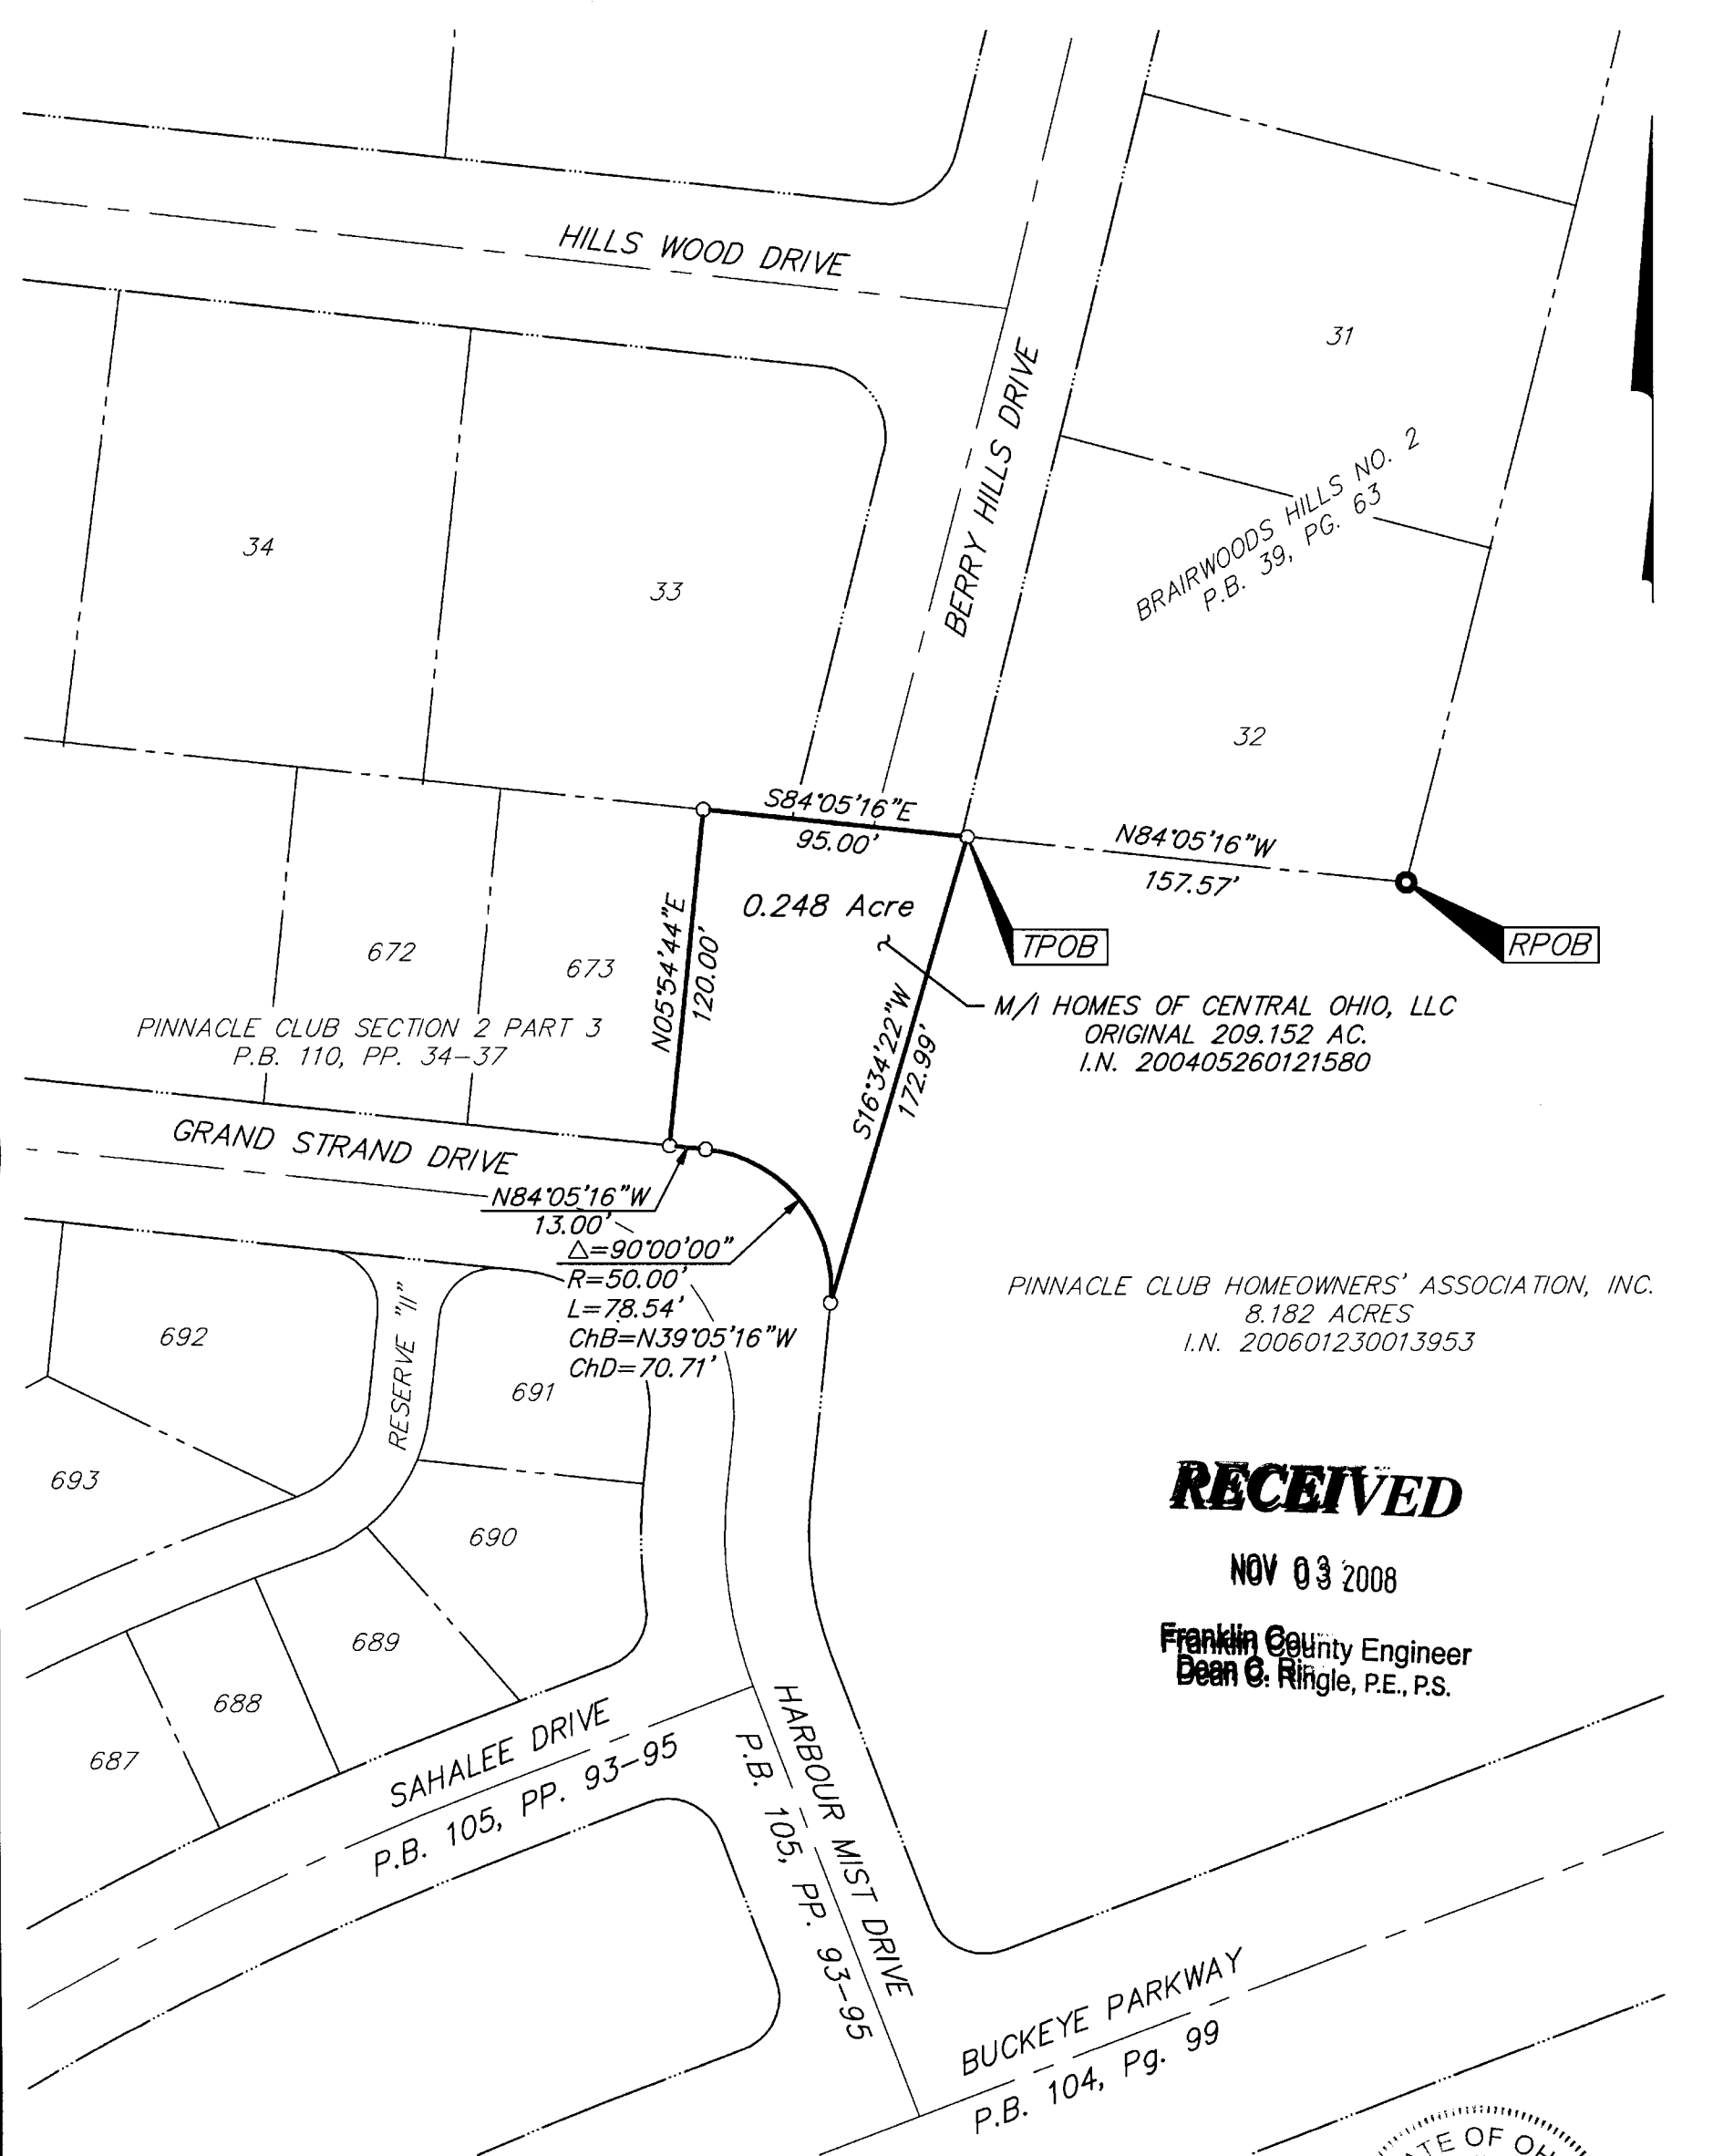 HILLS WOOD DRIVE
31
BERRY HILLS DRIVE
BRAIRWOODS HILLS NO. 2
P.B. 39, PG. 63
34
33
32
S84°05'16"E
95.00'
N84°05'16"W
157.57'
0.248 Acre
TPOB
RPOB
N05°54'44"E
120.00'
672
673
PINNACLE CLUB SECTION 2 PART 3
P.B. 110, PP. 34-37
S16°34'22"W
172.99'
M/I HOMES OF CENTRAL OHIO, LLC
ORIGINAL 209.152 AC.
I.N. 200405260121580
GRAND STRAND DRIVE
N84°05'16"W
13.00'
△=90°00'00"
R=50.00'
L=78.54'
ChB=N39°05'16"W
ChD=70.71'
PINNACLE CLUB HOMEOWNERS' ASSOCIATION, INC.
8.182 ACRES
I.N. 200601230013953
692
RESERVE "II"
691
693
690
689
688
687
RECEIVED
NOV 03 2008
Franklin County Engineer
Dean C. Ringle, P.E., P.S.
SAHALEE DRIVE
P.B. 105, PP. 93-95
HARBOUR MIST DRIVE
P.B. 105, PP. 93-95
BUCKEYE PARKWAY
P.B. 104, Pg. 99
OF